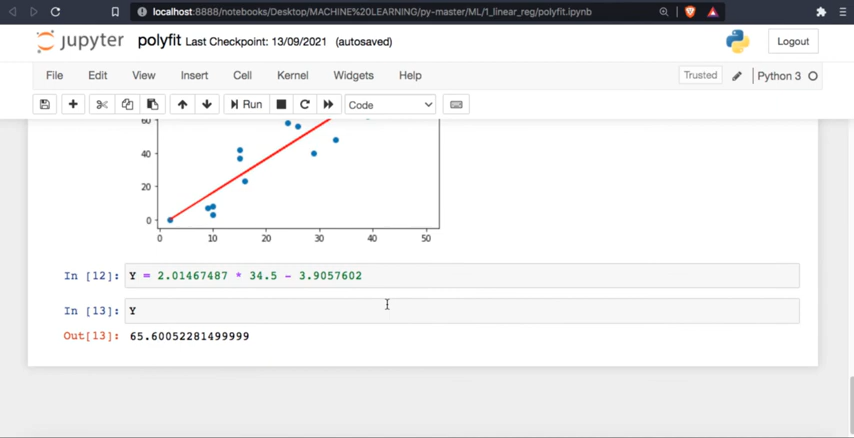 localhost:8888/notebooks/Desktop/MACHINE%20LEARNING/py-master/ML/1_linear_reg/polyfit.ipynb
jupyter polyfit Last Checkpoint: 13/09/2021 (autosaved) Logout
File Edit View Insert Cell Kernel Widgets Help Trusted Python 3
Run Code
60
40
20
0
0 10 20 30 40 50
In [12]: Y = 2.01467487 * 34.5 - 3.9057602
In [13]: Y
Out[13]: 65.60052281499999